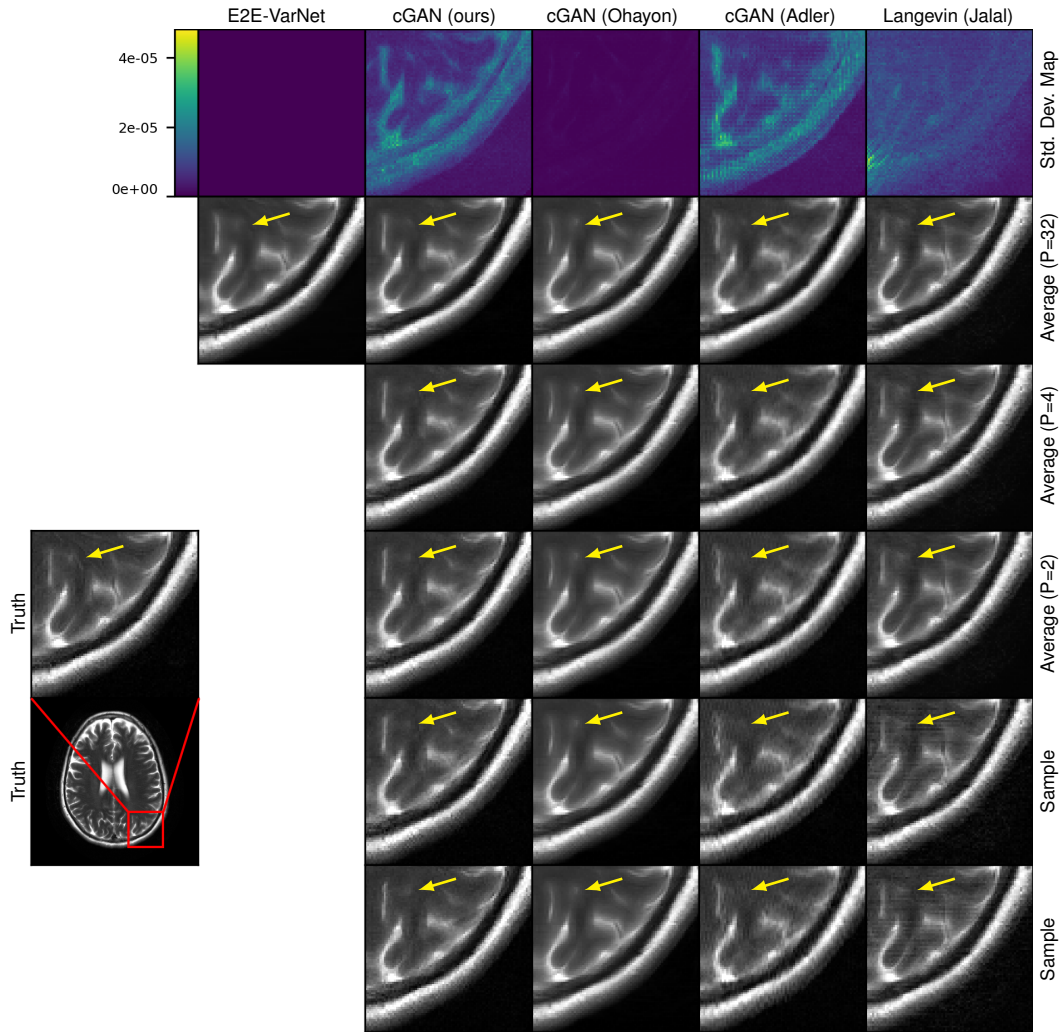 E2E-VarNet
cGAN (ours)
cGAN (Ohayon)
cGAN (Adler)
Langevin (Jalal)
4e-05
2e-05
0e+00
Std. Dev. Map
Average (P=32)
Average (P=4)
Truth
Average (P=2)
Truth
Sample
Sample